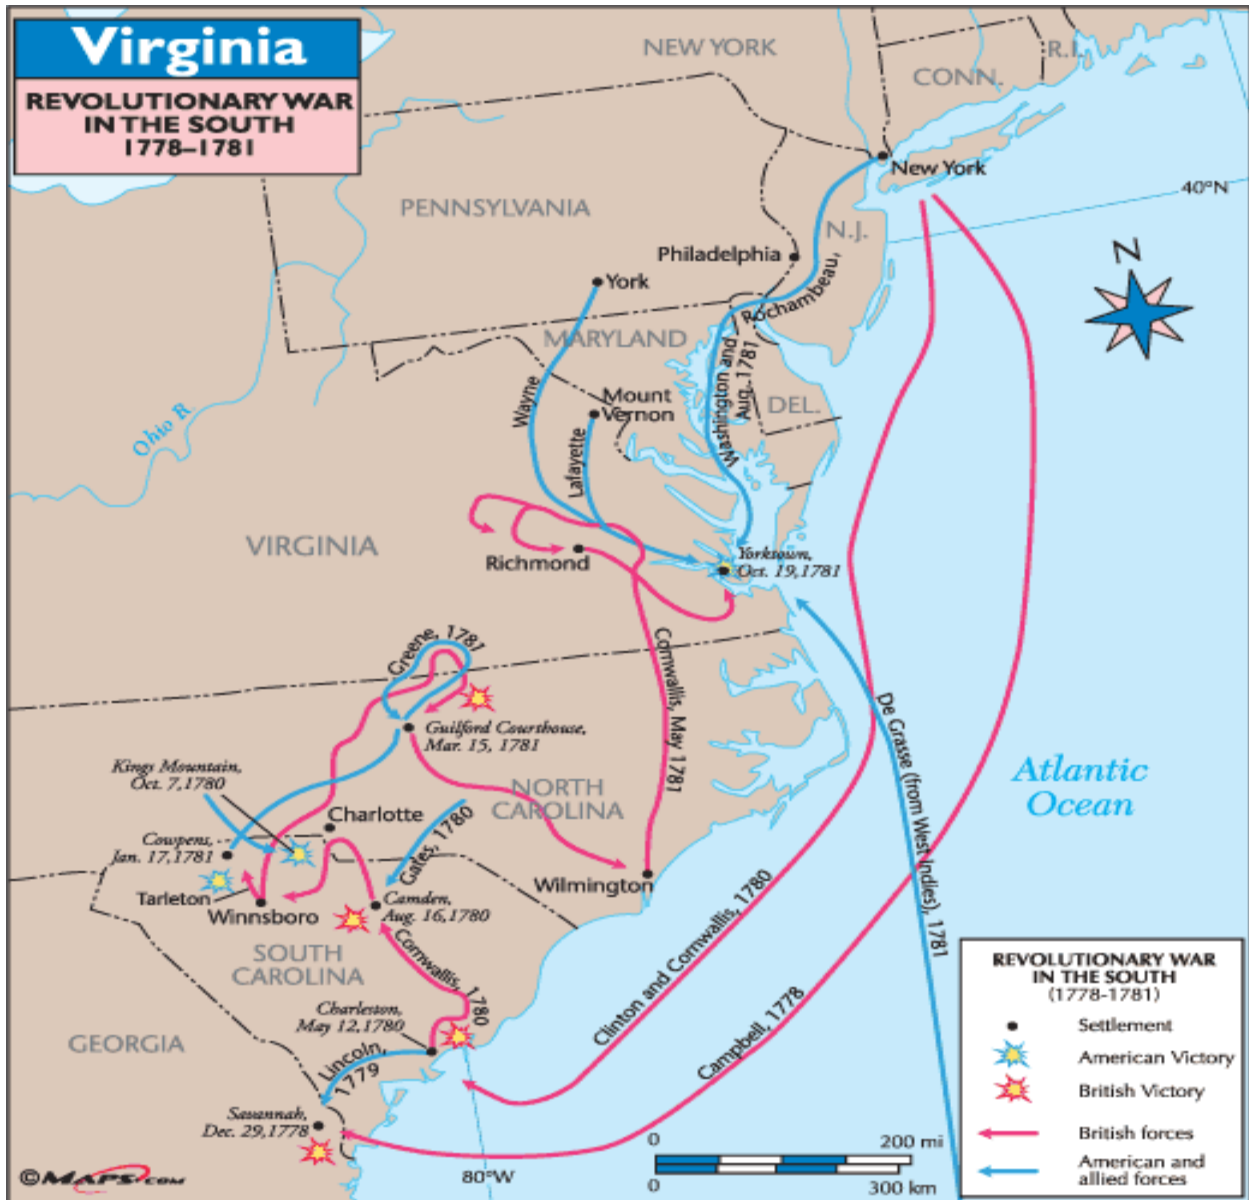 Virginia
REVOLUTIONARY WAR
IN THE SOUTH
1778–1781
NEW YORK
CONN.
R.I.
New York
40°N
PENNSYLVANIA
N.J.
Philadelphia
York
Rochambeau,
Washington and
Aug. 1781
MARYLAND
DEL.
N
Mount
Vernon
Wayne
Lafayette
Ohio R
VIRGINIA
Richmond
Yorktown,
Oct. 19,1781
Greene, 1781
Guilford Courthouse,
Mar. 15, 1781
Cornwallis, May 1781
De Grasse (from West Indies), 1781
Kings Mountain,
Oct. 7,1780
NORTH
CAROLINA
Atlantic
Ocean
Charlotte
Gates, 1780
Cowpens,
Jan. 17,1781
Tarleton
Winnsboro
Wilmington
Camden,
Aug. 16,1780
SOUTH
CAROLINA
Cornwallis, 1780
Clinton and Cornwallis, 1780
Campbell, 1778
Charleston,
May 12,1780
GEORGIA
Lincoln,
1779
Savannah,
Dec. 29,1778
REVOLUTIONARY WAR
IN THE SOUTH
(1778-1781)
Settlement
American Victory
British Victory
British forces
American and
allied forces
0 200 mi
0 300 km
80°W
©MAPS.COM